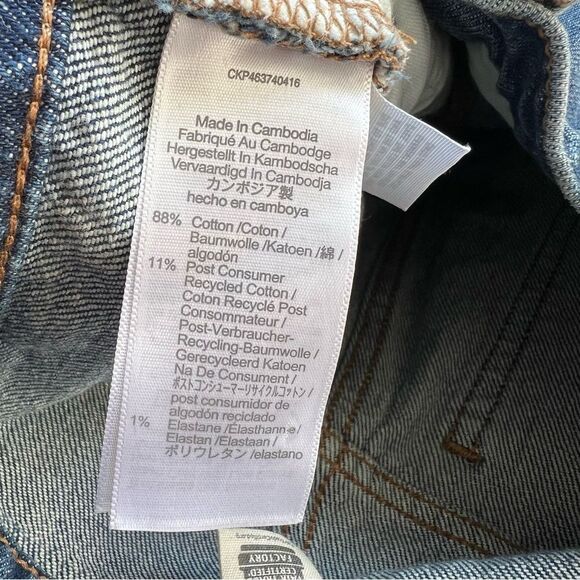 CKP463740416
Made In Cambodia
Fabriqué Au Cambodge
Hergestellt In Kambodscha
Vervaardigd In Cambodja
カンボジア製
hecho en camboya
88% Cotton /Coton /
Baumwolle /Katoen /綿 /
algodón
11% Post Consumer
Recycled Cotton /
Coton Recyclé Post
Consommateur /
Post-Verbraucher-
Recycling-Baumwolle /
Gerecycleerd Katoen
Na De Consument /
ポストコンシューマーリサイクルコットン /
post consumidor de
algodón reciclado
1% Elastane /Élasthanne /
Elastan /Elastaan /
ポリウレタン /elastano
CERTIFIED
FACTORY